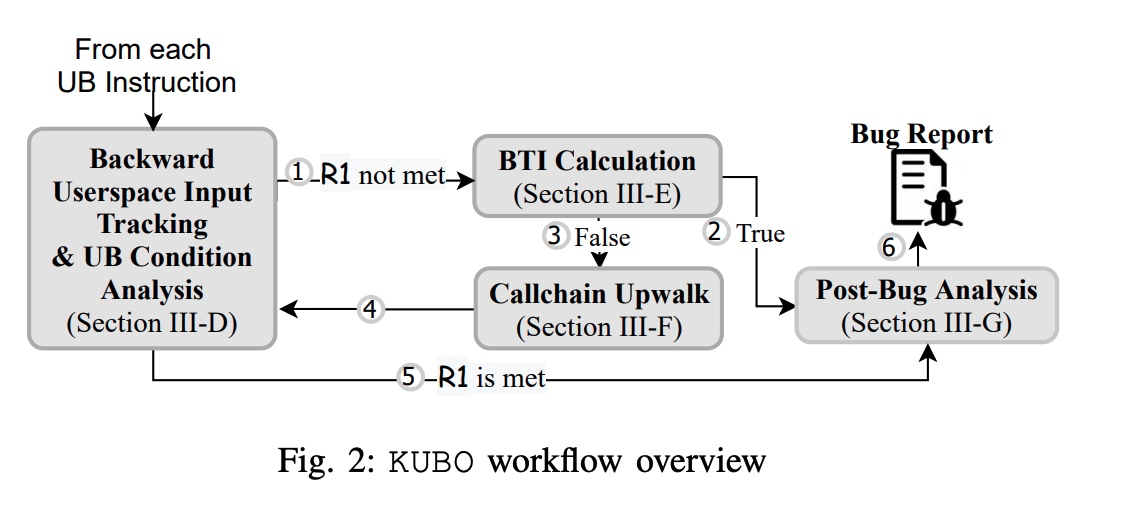 From each
UB Instruction
Backward
Userspace Input
Tracking
& UB Condition
Analysis
(Section III-D)
1 R1 not met
BTI Calculation
(Section III-E)
2 True
3 False
Callchain Upwalk
(Section III-F)
4
5 R1 is met
Post-Bug Analysis
(Section III-G)
6
Bug Report
Fig. 2: KUBO workflow overview